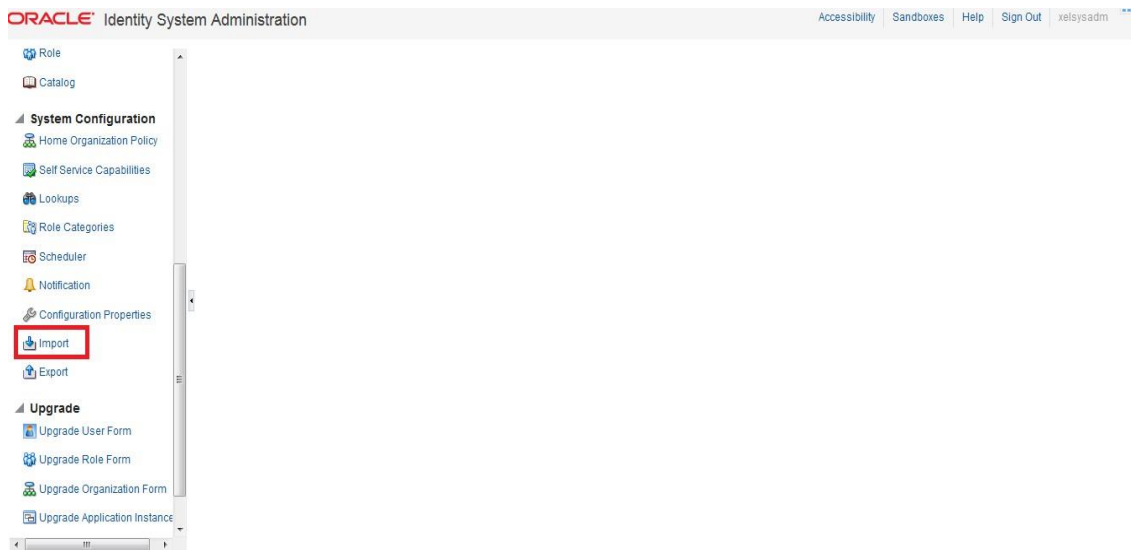 ORACLE Identity System Administration
Accessibility Sandboxes Help Sign Out xelsysadm
Role
Catalog
System Configuration
Home Organization Policy
Self Service Capabilities
Lookups
Role Categories
Scheduler
Notification
Configuration Properties
Import
Export
Upgrade
Upgrade User Form
Upgrade Role Form
Upgrade Organization Form
Upgrade Application Instance